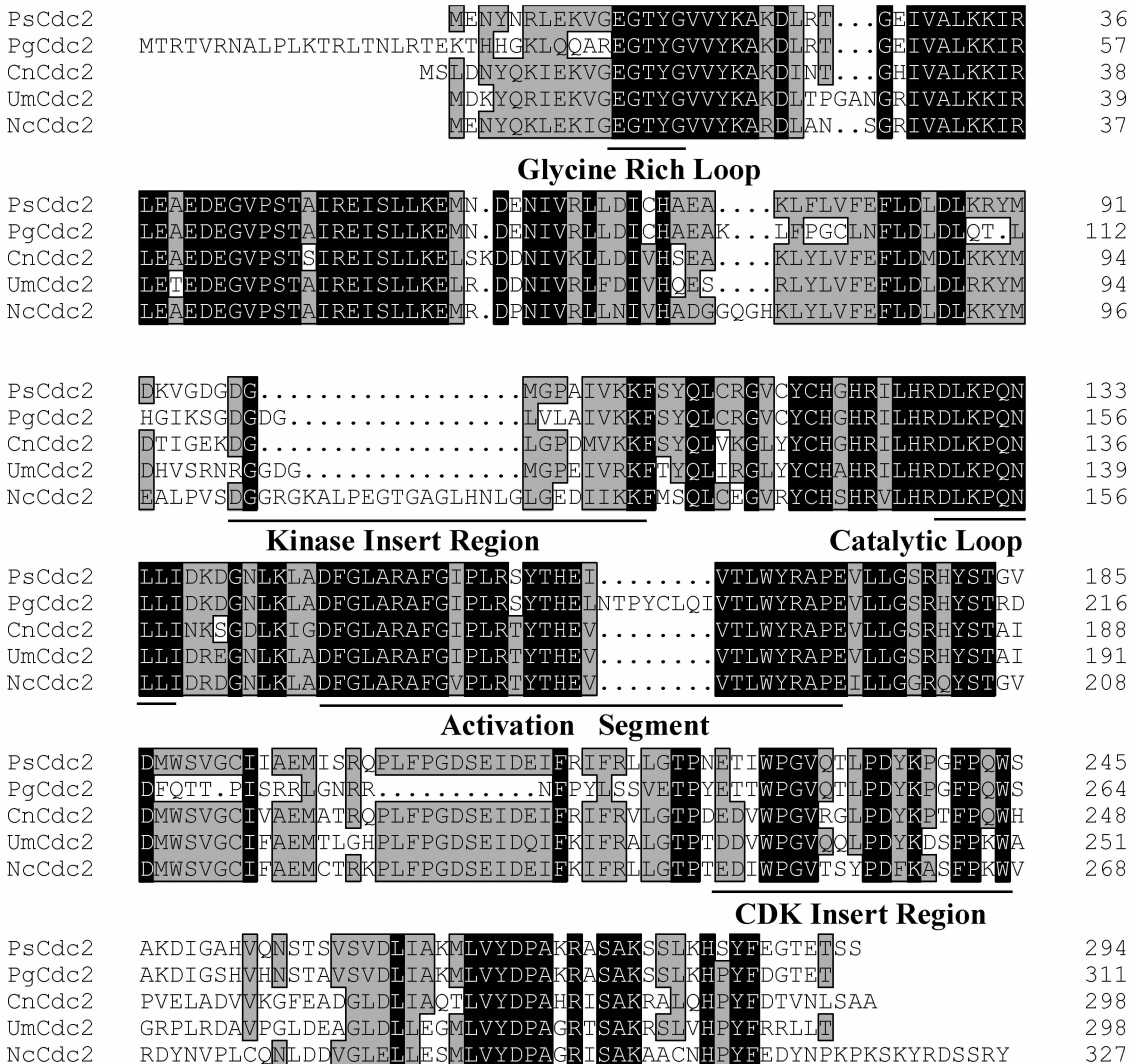 PsCdc2 MENYNRLEKVGEGTYGVVYKAKDLRT...GEIVALKKIR 36
PgCdc2 MTRTVRNALPLKTRLTNLRTEKTHHGKLQQAREGTYGVVYKAKDLRT...GEIVALKKIR 57
CnCdc2 MSLDNYQKIEKVGEGTYGVVYKAKDINT...GHIVALKKIR 38
UmCdc2 MDKYQRIEKVGEGTYGVVYKAKDLTPGANGRIVALKKIR 39
NcCdc2 MENYQKLEKIGEGTYGVVYKARDLAN..SGRIVALKKIR 37
Glycine Rich Loop
PsCdc2 LEAEDEGVPSTAIREISLLKEMN.DENIVRLLDICHAEA....KLFLVFEFLDLDLKRYM 91
PgCdc2 LEAEDEGVPSTAIREISLLKEMN.DENIVRLLDICHAEAK...LFPGCLNFLDLDLQT.L 112
CnCdc2 LEAEDEGVPSTSIREISLLKELSKDDNIVKLLDIVHSEA....KLYLVFEFLDMDLKKYM 94
UmCdc2 LETEDEGVPSTAIREISLLKELR.DDNIVRLFDIVHQES....RLYLVFEFLDLDLRKYM 94
NcCdc2 LEAEDEGVPSTAIREISLLKEMR.DPNIVRLLNIVHADGGQGHKLYLVFEFLDLDLKKYM 96
PsCdc2 DKVGDGDG..................MGPAIVKKFSYQLCRGVCYCHGHRILHRDLKPQN 133
PgCdc2 HGIKSGDGDG................LVLAIVKKFSYQLCRGVCYCHGHRILHRDLKPQN 156
CnCdc2 DTIGEKDG..................LGPDMVKKFSYQLVKGLYYCHGHRILHRDLKPQN 136
UmCdc2 DHVSRNRGGDG...............MGPEIVRKFTYQLIRGLYYCHAHRILHRDLKPQN 139
NcCdc2 EALPVSDGGRGKALPEGTGAGLHNLGLGEDIIKKFMSQLCEGVRYCHSHRVLHRDLKPQN 156
Kinase Insert Region Catalytic Loop
PsCdc2 LLIDKDGNLKLADFGLARAFGIPLRSYTHEI........VTLWYRAPEVLLGSRHYSTGV 185
PgCdc2 LLIDKDGNLKLADFGLARAFGIPLRSYTHELNTPYCLQIVTLWYRAPEVLLGSRHYSTRD 216
CnCdc2 LLINKSGDLKIGDFGLARAFGIPLRTYTHEV........VTLWYRAPEVLLGSRHYSTAI 188
UmCdc2 LLIDREGNLKLADFGLARAFGIPLRTYTHEV........VTLWYRAPEVLLGSRHYSTAI 191
NcCdc2 LLIDRDGNLKLADFGLARAFGVPLRTYTHEV........VTLWYRAPEILLGGRQYSTGV 208
Activation Segment
PsCdc2 DMWSVGCIIAEMISRQPLFPGDSEIDEIFRIFRLLGTPNETIWPGVQTLPDYKPGFPQWS 245
PgCdc2 DFQTT.PISRRLGNRR...........NFPYLSSVETPYETTWPGVQTLPDYKPGFPQWS 264
CnCdc2 DMWSVGCIVAEMATRQPLFPGDSEIDEIFRIFRVLGTPDEDVWPGVRGLPDYKPTFPQWH 248
UmCdc2 DMWSVGCIFAEMTLGHPLFPGDSEIDQIFKIFRALGTPTDDVWPGVQQLPDYKDSFPKWA 251
NcCdc2 DMWSVGCIFAEMCTRKPLFPGDSEIDEIFKIFRLLGTPTEDIWPGVTSYPDFKASFPKWV 268
CDK Insert Region
PsCdc2 AKDIGAHVQNSTSVSVDLIAKMLVYDPAKRASAKSSLKHSYFEGTETSS 294
PgCdc2 AKDIGSHVHNSTAVSVDLIAKMLVYDPAKRASAKSSLKHPYFDGTET 311
CnCdc2 PVELADVVKGFEADGLDLIAQTLVYDPAHRISAKRALQHPYFDTVNLSAA 298
UmCdc2 GRPLRDAVPGLDEAGLDLLEGMLVYDPAGRTSAKRSLVHPYFRRLLT 298
NcCdc2 RDYNVPLCQNLDDVGLELLESMLVYDPAGRISAKAACNHPYFEDYNPKPKSKYRDSSRY 327